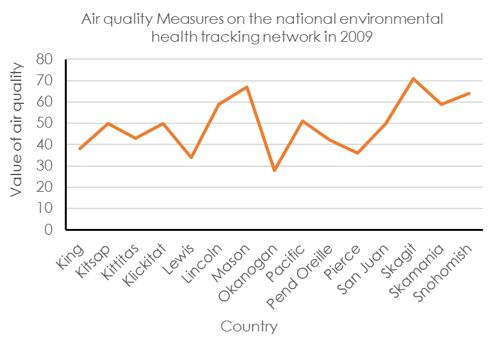 Air quality Measures on the national environmental
health tracking network in 2009
Value of air quality
80
70
60
50
40
30
20
10
0
King
Kitsap
Kittitas
Klickitat
Lewis
Lincoln
Mason
Okanogan
Pacific
Pend Oreille
Pierce
San Juan
Skagit
Skamania
Snohomish
Country